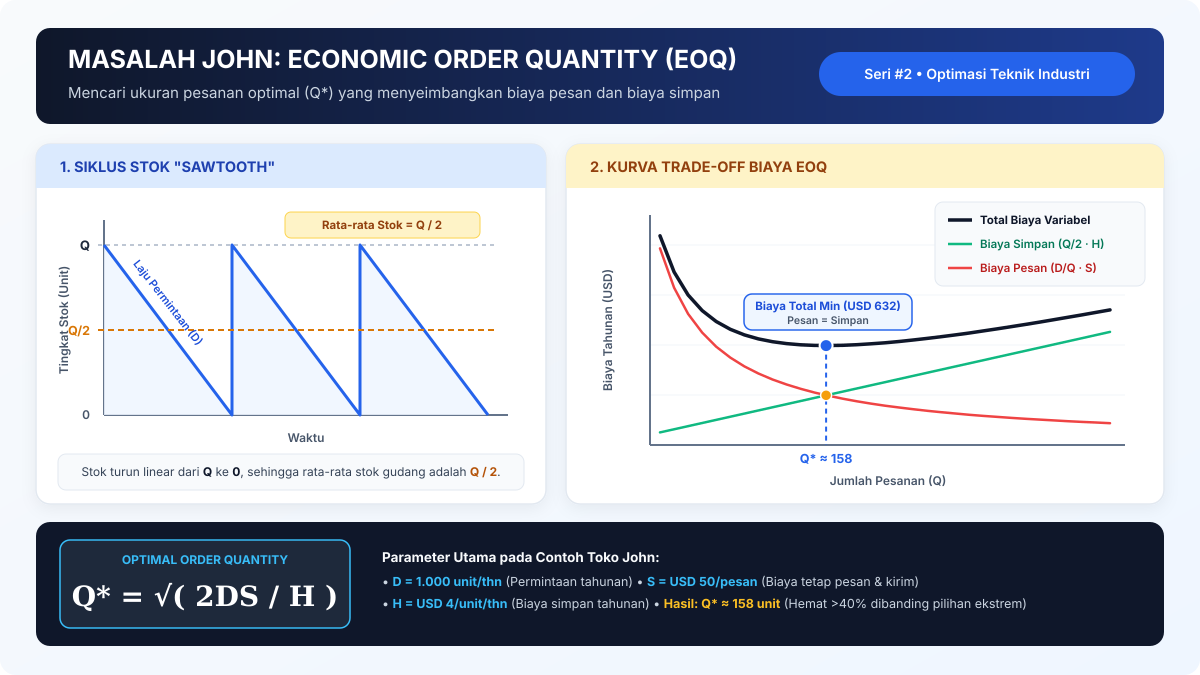 MASALAH JOHN: ECONOMIC ORDER QUANTITY (EOQ)
Mencari ukuran pesanan optimal (Q*) yang menyeimbangkan biaya pesan dan biaya simpan
Seri #2 • Optimasi Teknik Industri
1. SIKLUS STOK "SAWTOOTH"
Rata-rata Stok = Q / 2
Q
Laju Permintaan (D)
Tingkat Stok (Unit)
Q/2
0
Waktu
Stok turun linear dari Q ke 0, sehingga rata-rata stok gudang adalah Q / 2.
2. KURVA TRADE-OFF BIAYA EOQ
Total Biaya Variabel
Biaya Simpan (Q/2 · H)
Biaya Pesan (D/Q · S)
Biaya Total Min (USD 632)
Pesan = Simpan
Biaya Tahunan (USD)
Q* ≈ 158
Jumlah Pesanan (Q)
OPTIMAL ORDER QUANTITY
Q* = √( 2DS / H )
Parameter Utama pada Contoh Toko John:
• D = 1.000 unit/thn (Permintaan tahunan) • S = USD 50/pesan (Biaya tetap pesan & kirim)
• H = USD 4/unit/thn (Biaya simpan tahunan) • Hasil: Q* ≈ 158 unit (Hemat >40% dibanding pilihan ekstrem)